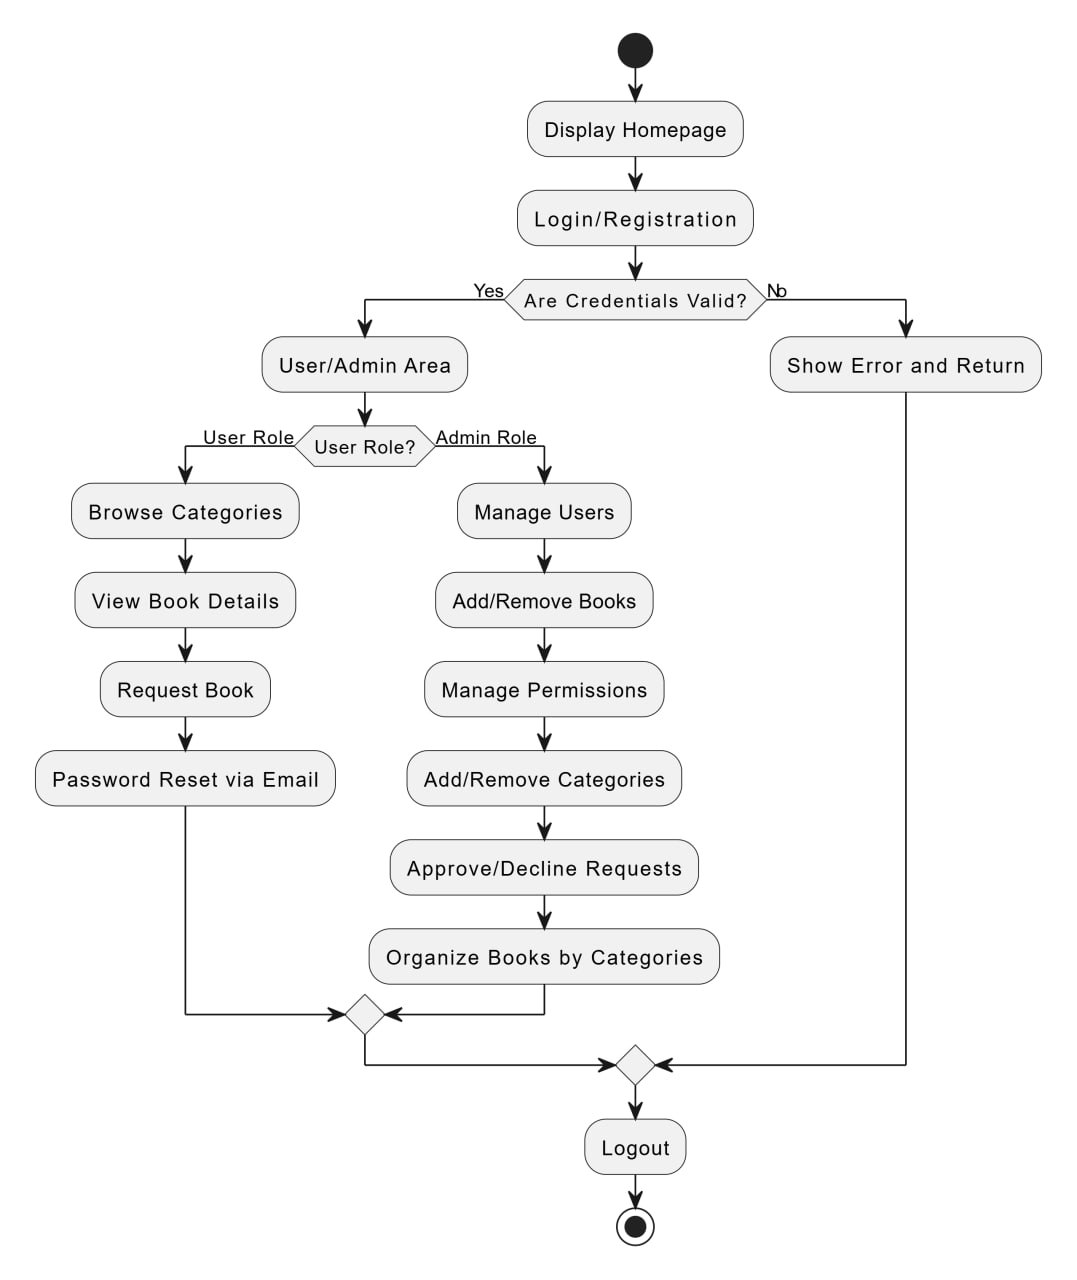 Display Homepage
Login/Registration
Yes
Are Credentials Valid?
No
User/Admin Area
Show Error and Return
User Role
User Role?
Admin Role
Browse Categories
Manage Users
View Book Details
Add/Remove Books
Request Book
Manage Permissions
Password Reset via Email
Add/Remove Categories
Approve/Decline Requests
Organize Books by Categories
Logout